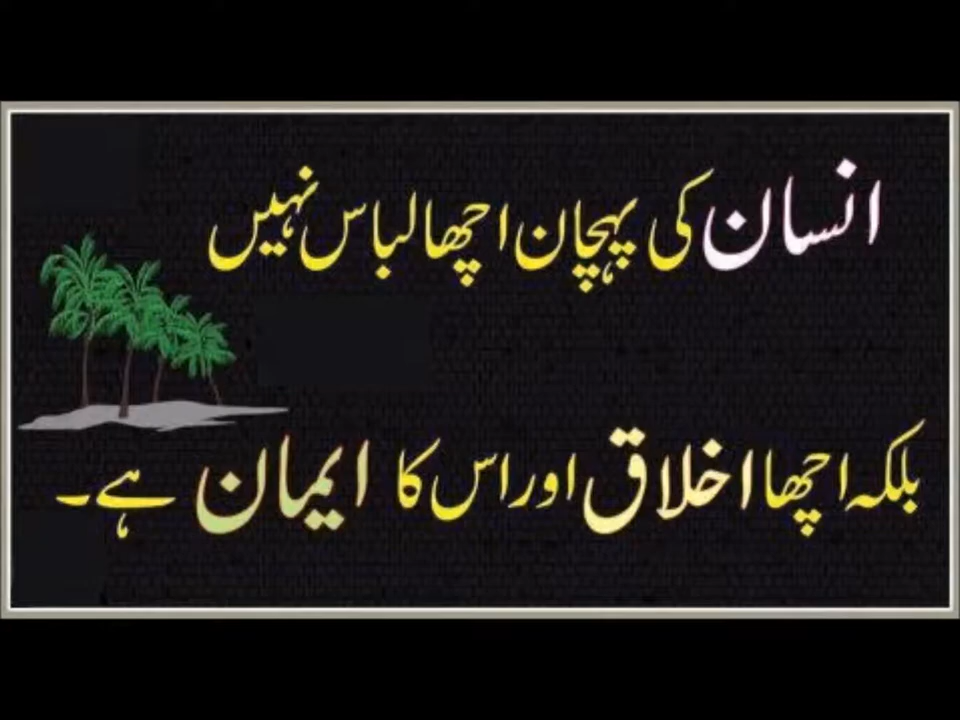 انسان کی پہچان اچھا لباس نہیں
بلکہ اچھا اخلاق اور اس کا ایمان ہے۔